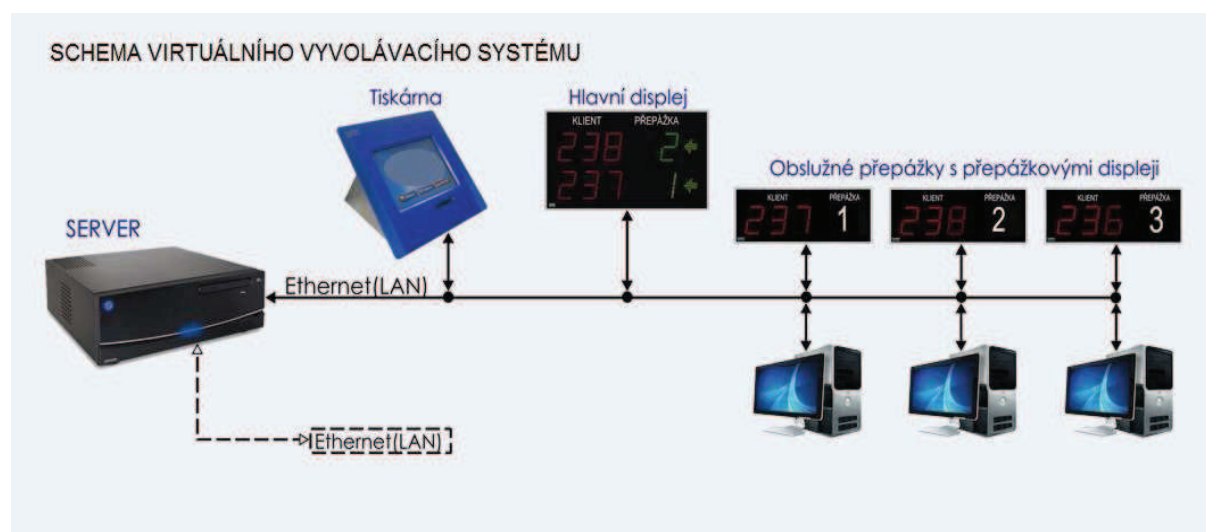 SCHEMA VIRTUÁLNÍHO VYVOLÁVACÍHO SYSTÉMU
Tiskárna
Hlavní displej
KLIENT PŘEPÁŽKA
238 2
237 1
Obslužné přepážky s přepážkovými displeji
KLIENT PŘEPÁŽKA
237 1
KLIENT PŘEPÁŽKA
238 2
KLIENT PŘEPÁŽKA
236 3
SERVER
Ethernet(LAN)
Ethernet(LAN)